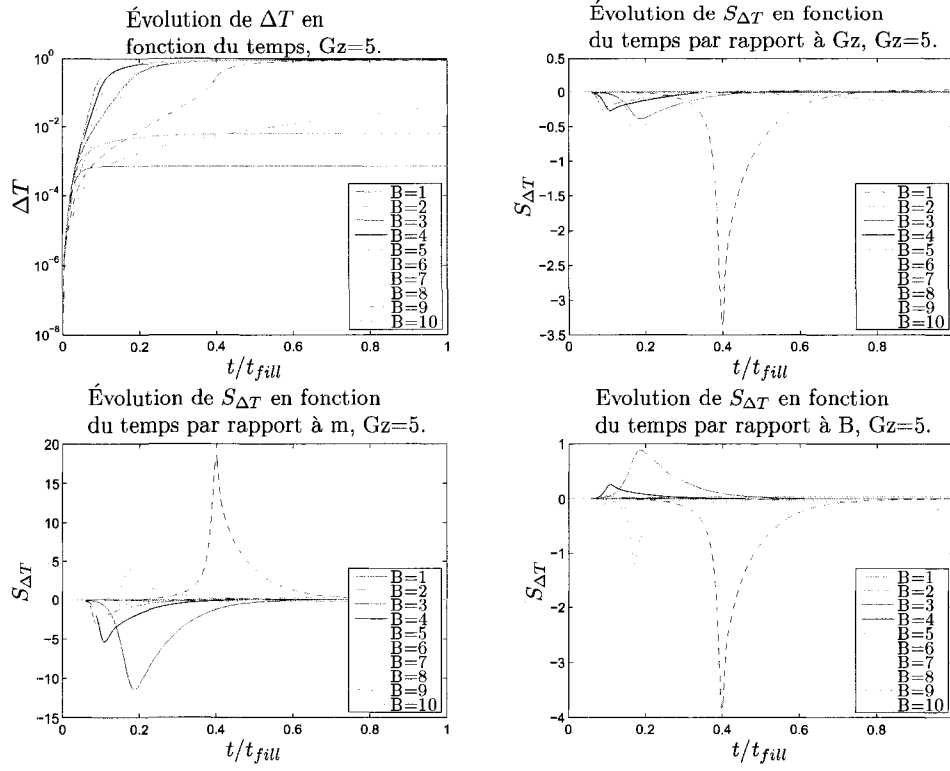 Évolution de ΔT en
fonction du temps, Gz=5.
10^0
10^-2
10^-4
10^-6
10^-8
ΔT
B=1
B=2
B=3
B=4
B=5
B=6
B=7
B=8
B=9
B=10
0 0.2 0.4 0.6 0.8 1
t/t_fill
Évolution de S_ΔT en fonction
du temps par rapport à Gz, Gz=5.
0.5
0
−0.5
−1
−1.5
−2
−2.5
−3
−3.5
S_ΔT
B=1
B=2
B=3
B=4
B=5
B=6
B=7
B=8
B=9
B=10
0 0.2 0.4 0.6 0.8
t/t_fill
Évolution de S_ΔT en fonction
du temps par rapport à m, Gz=5.
20
15
10
5
0
−5
−10
−15
S_ΔT
B=1
B=2
B=3
B=4
B=5
B=6
B=7
B=8
B=9
B=10
0 0.2 0.4 0.6 0.8 1
t/t_fill
Evolution de S_ΔT en fonction
du temps par rapport à B, Gz=5.
1
0
−1
−2
−3
−4
S_ΔT
B=1
B=2
B=3
B=4
B=5
B=6
B=7
B=8
B=9
B=10
0 0.2 0.4 0.6 0.8
t/t_fill